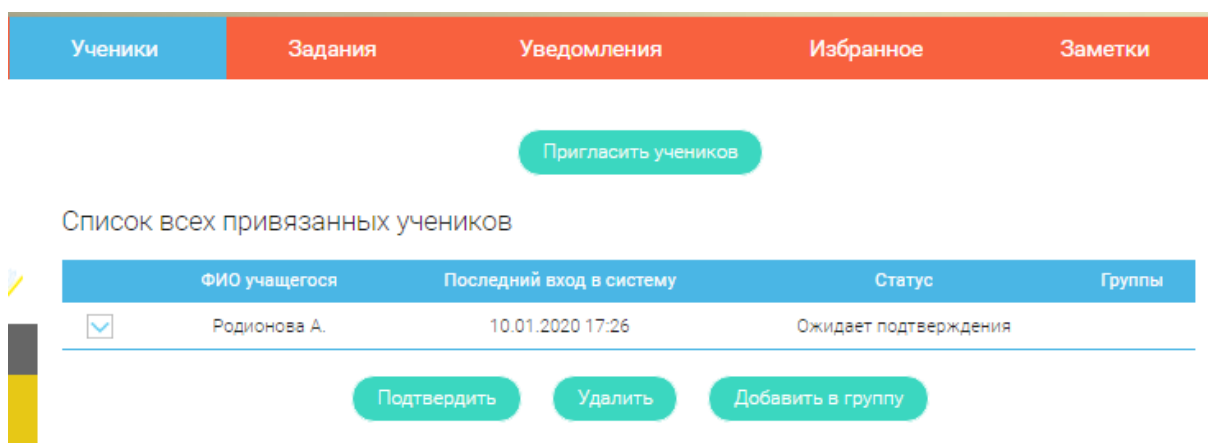 Ученики Задания Уведомления Избранное Заметки
Пригласить учеников
Список всех привязанных учеников
ФИО учащегося Последний вход в систему Статус Группы
Родионова А. 10.01.2020 17:26 Ожидает подтверждения
Подтвердить Удалить Добавить в группу